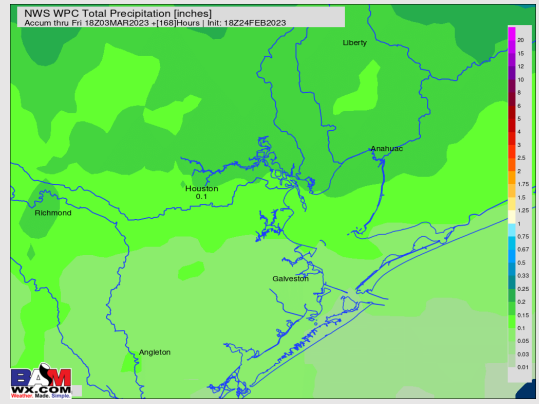 NWS WPC Total Precipitation [inches]
Accum thru Fri 18Z03MAR2023 +[168]Hours | Init: 18Z24FEB2023
Liberty
Anahuac
Houston
0.1
Richmond
Galveston
Angleton
20
15
12
10
8
6
5
4
3
2.5
2
1.75
1.5
1.25
1
0.75
0.67
0.5
0.33
0.25
0.2
0.15
0.1
0.05
0.03
0.01
BAM
WX.COM
Weather. Made. Simple.